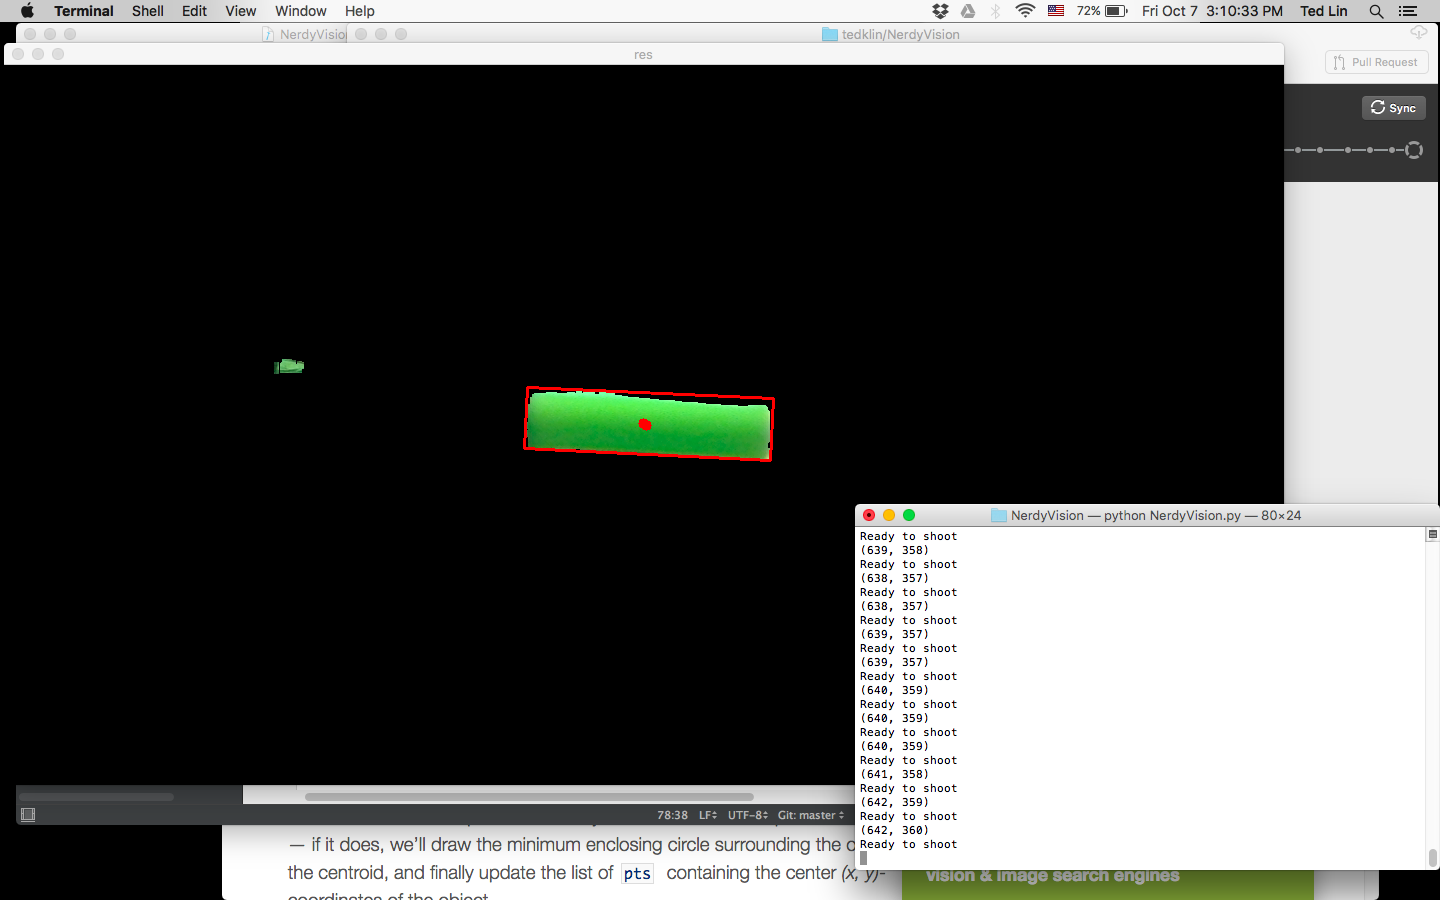 Terminal Shell Edit View Window Help 72% Fri Oct 7 3:10:33 PM Ted Lin
NerdyVisio tedklin/NerdyVision
res
Pull Request
Sync
NerdyVision — python NerdyVision.py — 80×24
Ready to shoot
(639, 358)
Ready to shoot
(638, 357)
Ready to shoot
(638, 357)
Ready to shoot
(639, 357)
Ready to shoot
(639, 357)
Ready to shoot
(640, 359)
Ready to shoot
(640, 359)
Ready to shoot
(640, 359)
Ready to shoot
(641, 358)
Ready to shoot
(642, 359)
Ready to shoot
(642, 360)
Ready to shoot
78:38 LF UTF-8 Git: master
— if it does, we'll draw the minimum enclosing circle surrounding the
the centroid, and finally update the list of pts containing the center (x, y)-
coordinates of the object
vision & image search engines